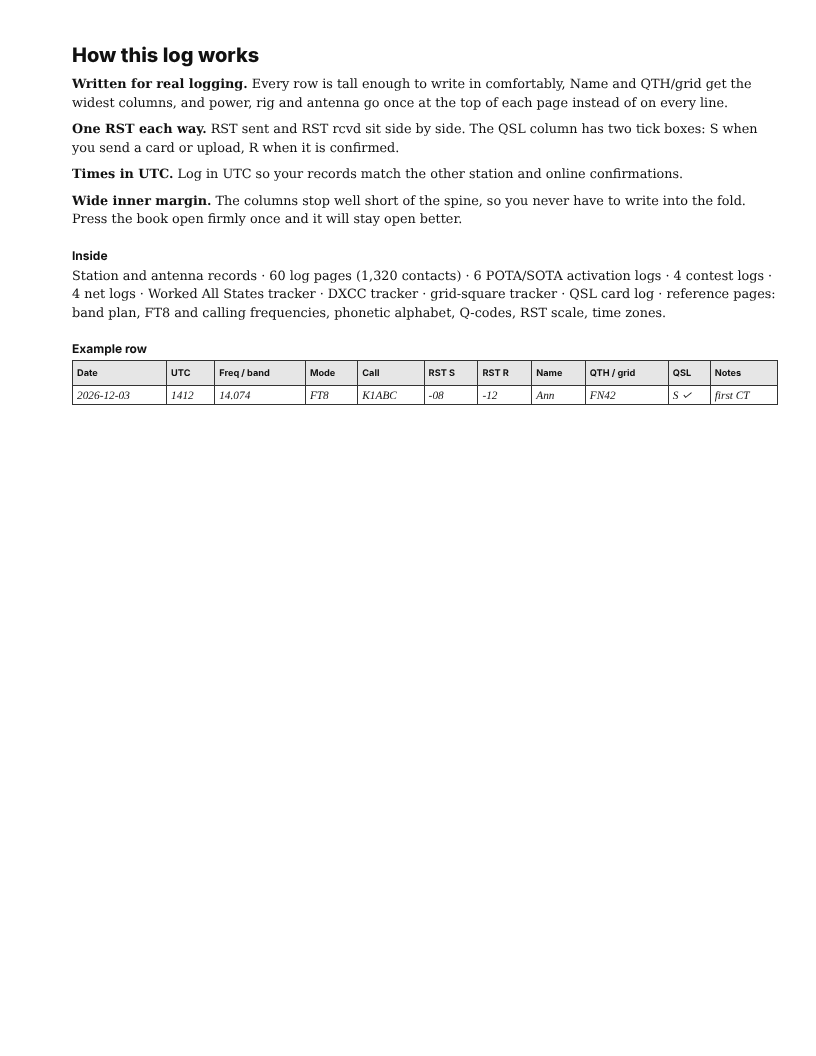 How this log works
Written for real logging. Every row is tall enough to write in comfortably, Name and QTH/grid get the
widest columns, and power, rig and antenna go once at the top of each page instead of on every line.
One RST each way. RST sent and RST rcvd sit side by side. The QSL column has two tick boxes: S when
you send a card or upload, R when it is confirmed.
Times in UTC. Log in UTC so your records match the other station and online confirmations.
Wide inner margin. The columns stop well short of the spine, so you never have to write into the fold.
Press the book open firmly once and it will stay open better.
Inside
Station and antenna records · 60 log pages (1,320 contacts) · 6 POTA/SOTA activation logs · 4 contest logs ·
4 net logs · Worked All States tracker · DXCC tracker · grid-square tracker · QSL card log · reference pages:
band plan, FT8 and calling frequencies, phonetic alphabet, Q-codes, RST scale, time zones.
Example row
Date UTC Freq / band Mode Call RST S RST R Name QTH / grid QSL Notes
2026-12-03 1412 14.074 FT8 K1ABC -08 -12 Ann FN42 S ✓ first CT